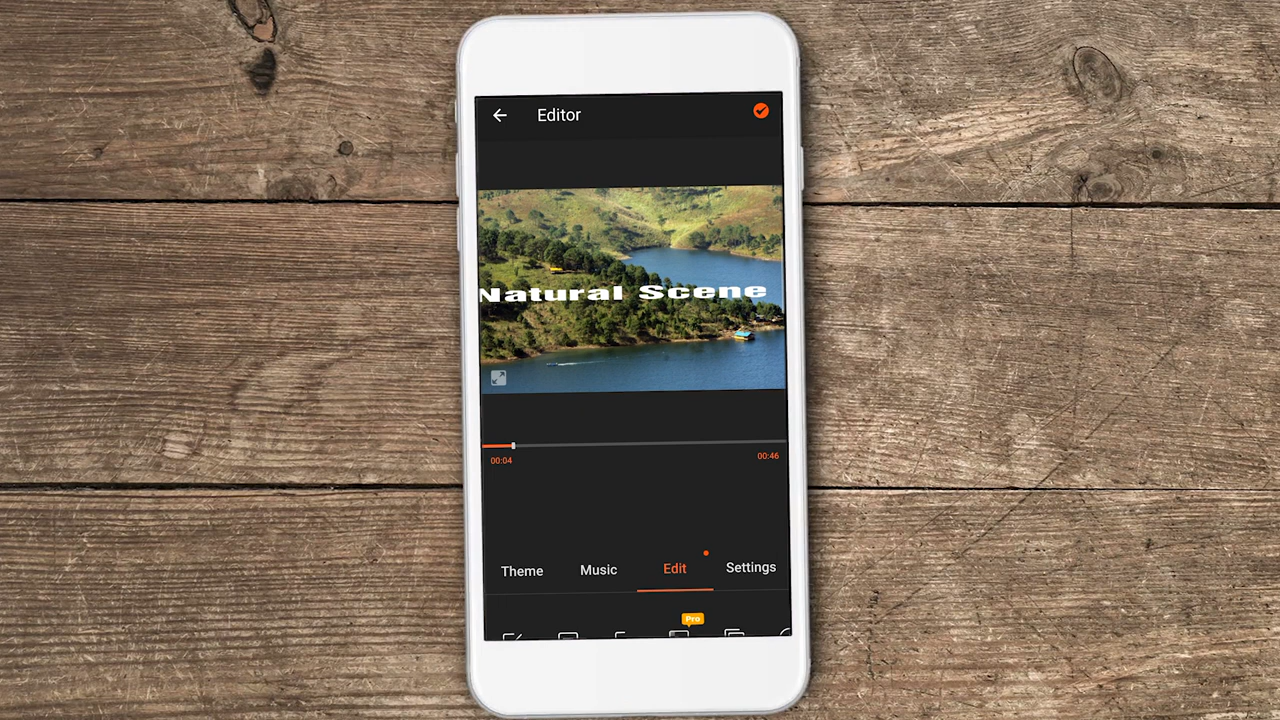 Editor
Natural Scene
00:04
00:46
Theme
Music
Edit
Settings
Pro